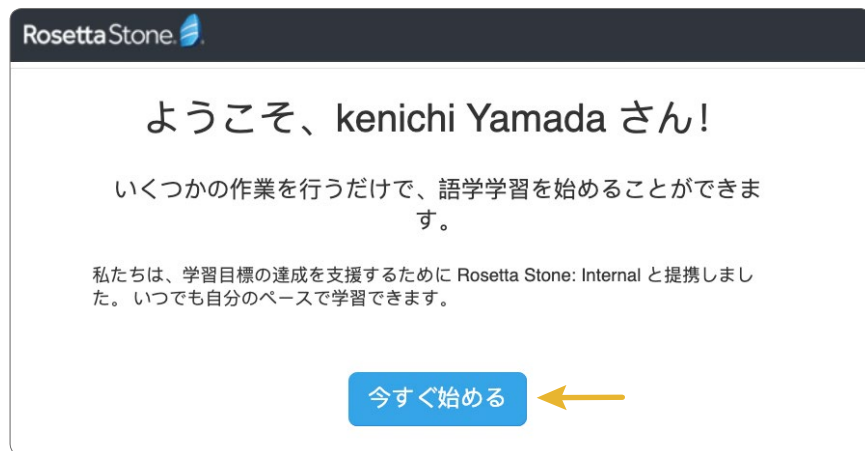 RosettaStone.
ようこそ、kenichi Yamada さん!
いくつかの作業を行うだけで、語学学習を始めることができま
す。
私たちは、学習目標の達成を支援するために Rosetta Stone: Internal と提携しまし
た。 いつでも自分のペースで学習できます。
今すぐ始める